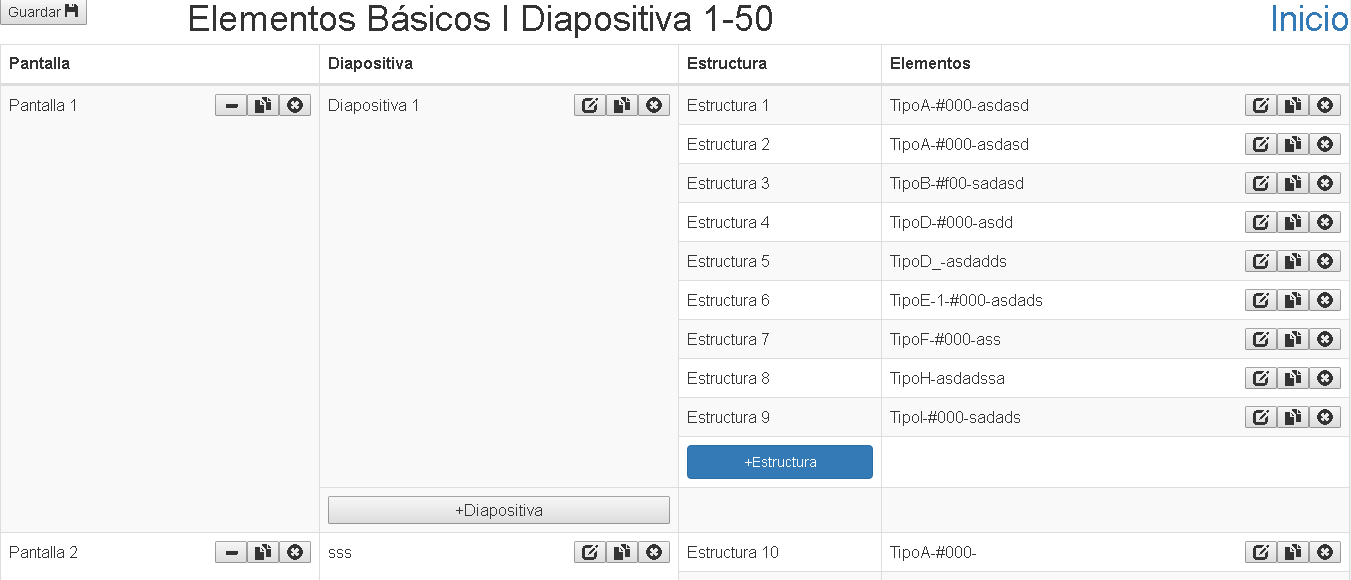 Guardar
Elementos Básicos I Diapositiva 1-50
Inicio
Pantalla Diapositiva Estructura Elementos
Pantalla 1 Diapositiva 1 Estructura 1 TipoA-#000-asdasd
Estructura 2 TipoA-#000-asdasd
Estructura 3 TipoB-#f00-sadasd
Estructura 4 TipoD-#000-asdd
Estructura 5 TipoD_-asdadds
Estructura 6 TipoE-1-#000-asdads
Estructura 7 TipoF-#000-ass
Estructura 8 TipoH-asdadssa
Estructura 9 TipoI-#000-sadads
+Estructura
+Diapositiva
Pantalla 2 sss Estructura 10 TipoA-#000-